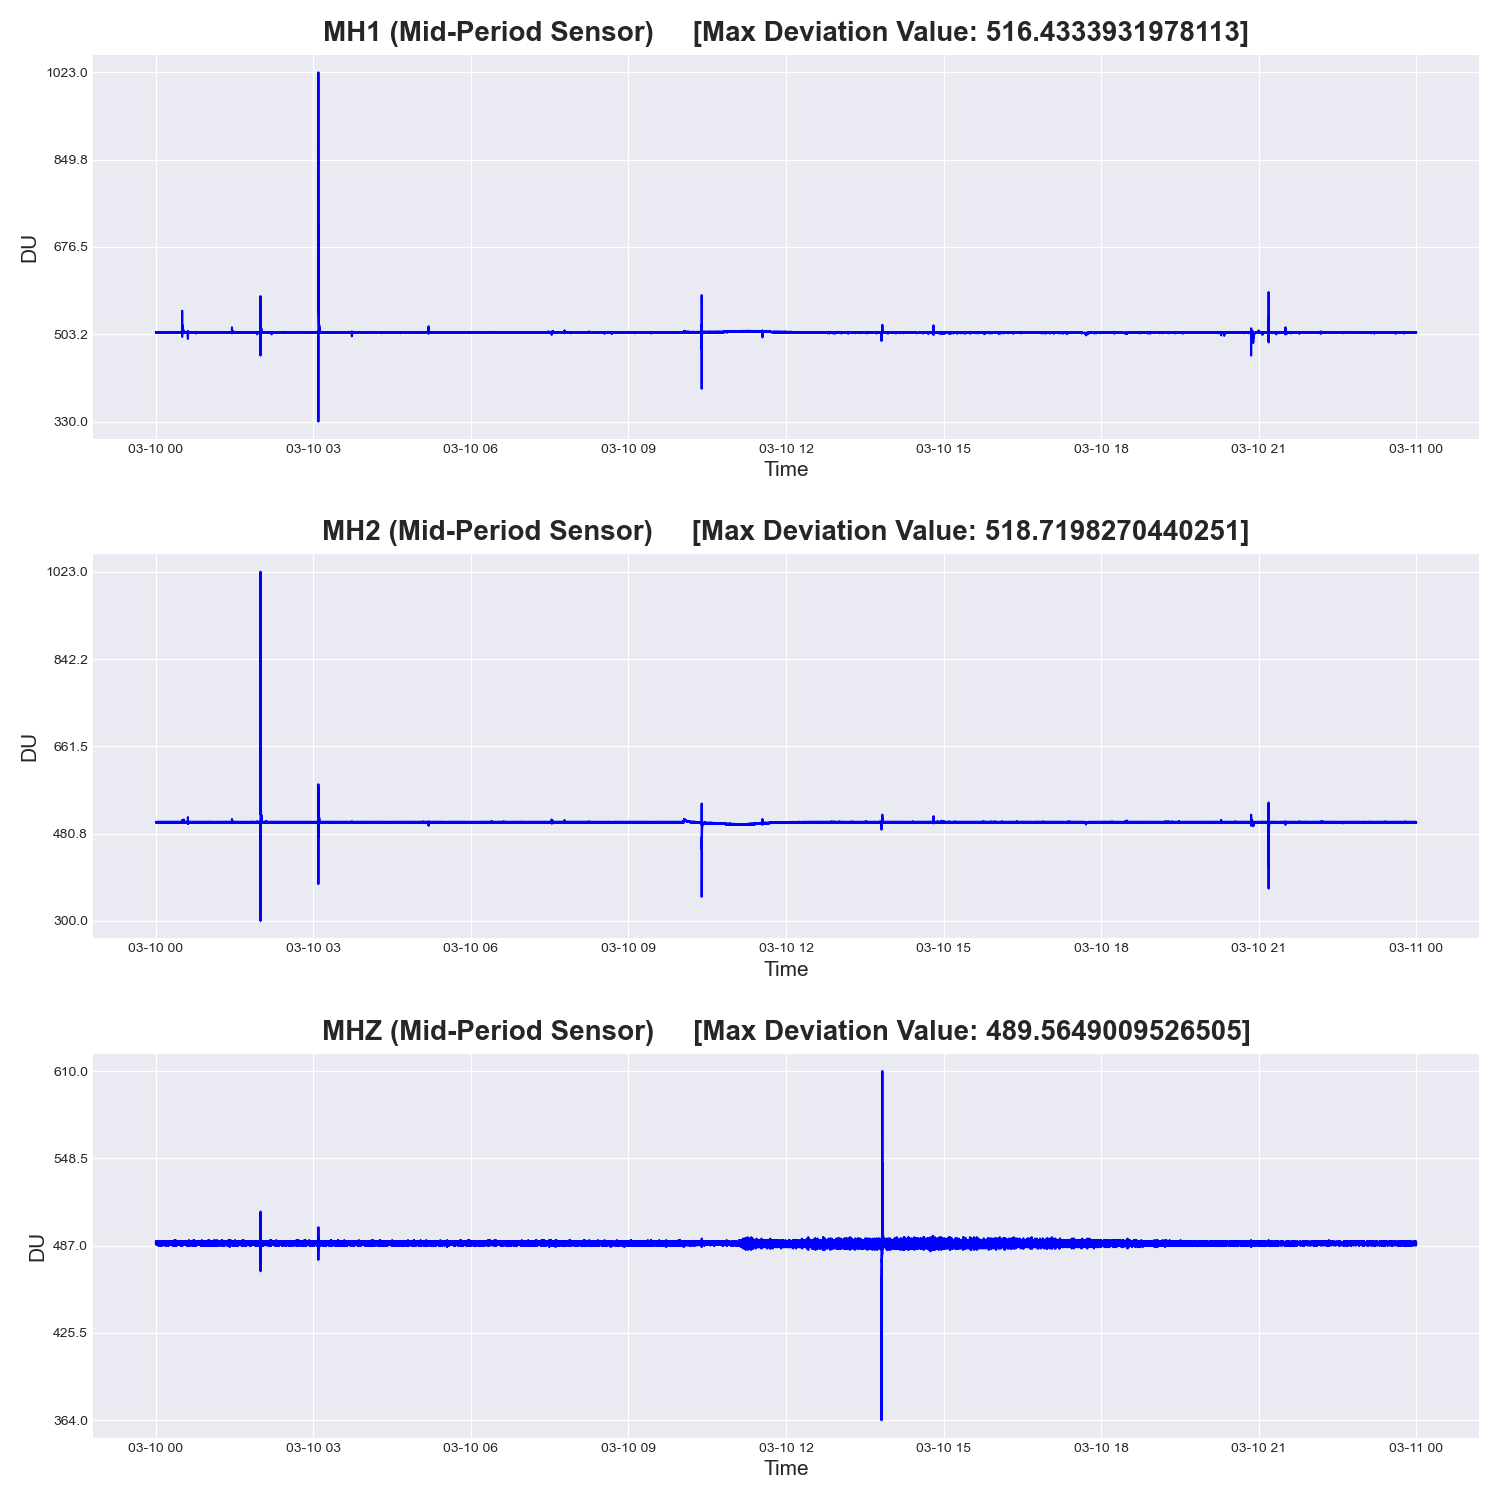 MH1 (Mid-Period Sensor) [Max Deviation Value: 516.4333931978113]
1023.0
849.8
676.5
503.2
330.0
DU
03-10 00 03-10 03 03-10 06 03-10 09 03-10 12 03-10 15 03-10 18 03-10 21 03-11 00
Time
MH2 (Mid-Period Sensor) [Max Deviation Value: 518.7198270440251]
1023.0
842.2
661.5
480.8
300.0
DU
03-10 00 03-10 03 03-10 06 03-10 09 03-10 12 03-10 15 03-10 18 03-10 21 03-11 00
Time
MHZ (Mid-Period Sensor) [Max Deviation Value: 489.5649009526505]
610.0
548.5
487.0
425.5
364.0
DU
03-10 00 03-10 03 03-10 06 03-10 09 03-10 12 03-10 15 03-10 18 03-10 21 03-11 00
Time